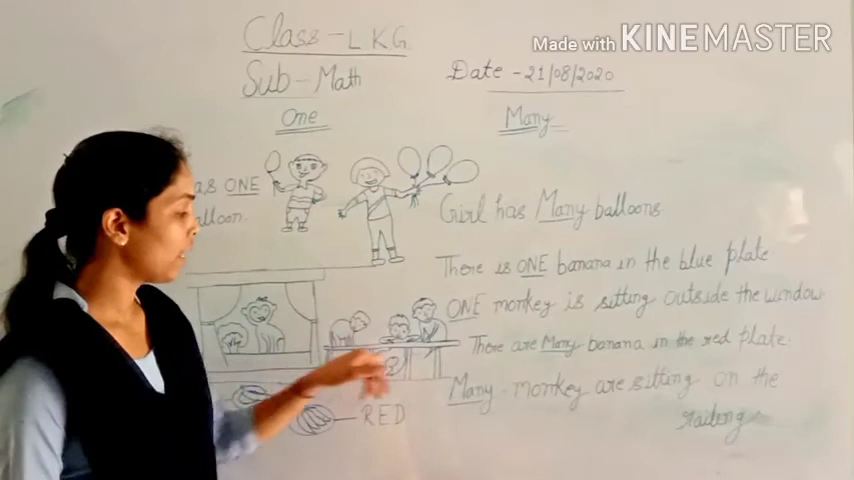 Made with KINEMASTER
Class - LKG
Sub - Math
Date - 21/08/2020
One
Many
as ONE
alloon.
Girl has Many balloons
There is ONE banana in the blue plate
ONE monkey is sitting outside the window
There are Many banana in the red plate.
Many monkey are sitting on the
railing
RED